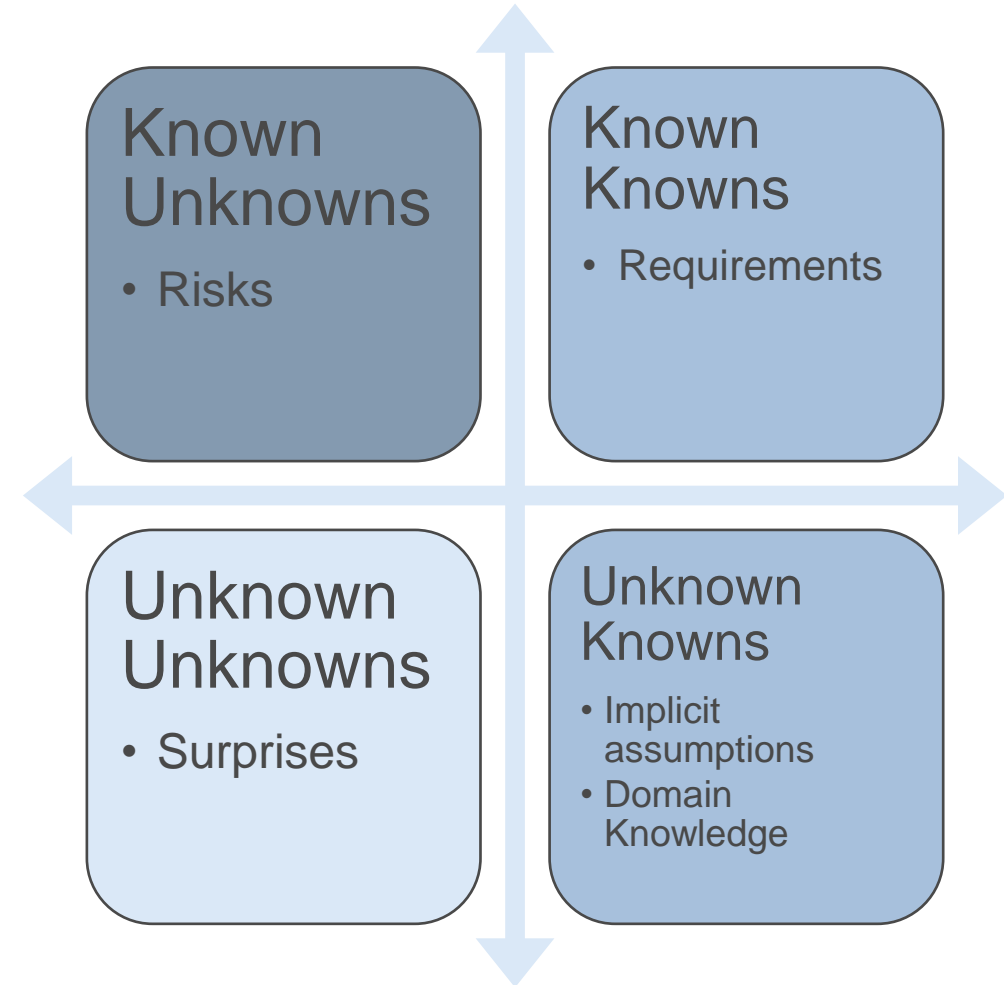 Known
Unknowns
• Risks
Known
Knowns
• Requirements
Unknown
Unknowns
• Surprises
Unknown
Knowns
• Implicit
assumptions
• Domain
Knowledge